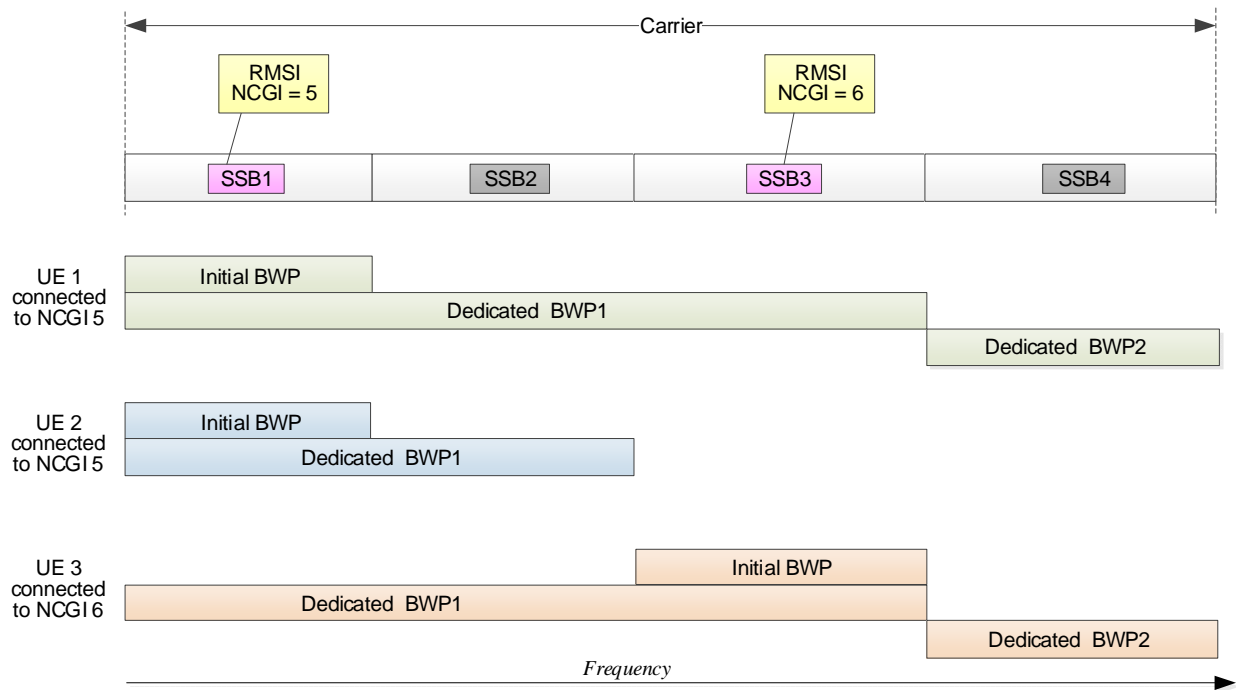 Carrier
RMSI
NCGI = 5
RMSI
NCGI = 6
SSB1
SSB2
SSB3
SSB4
UE 1
connected
to NCGI 5
Initial BWP
Dedicated BWP1
Dedicated BWP2
UE 2
connected
to NCGI 5
Initial BWP
Dedicated BWP1
UE 3
connected
to NCGI 6
Initial BWP
Dedicated BWP1
Dedicated BWP2
Frequency